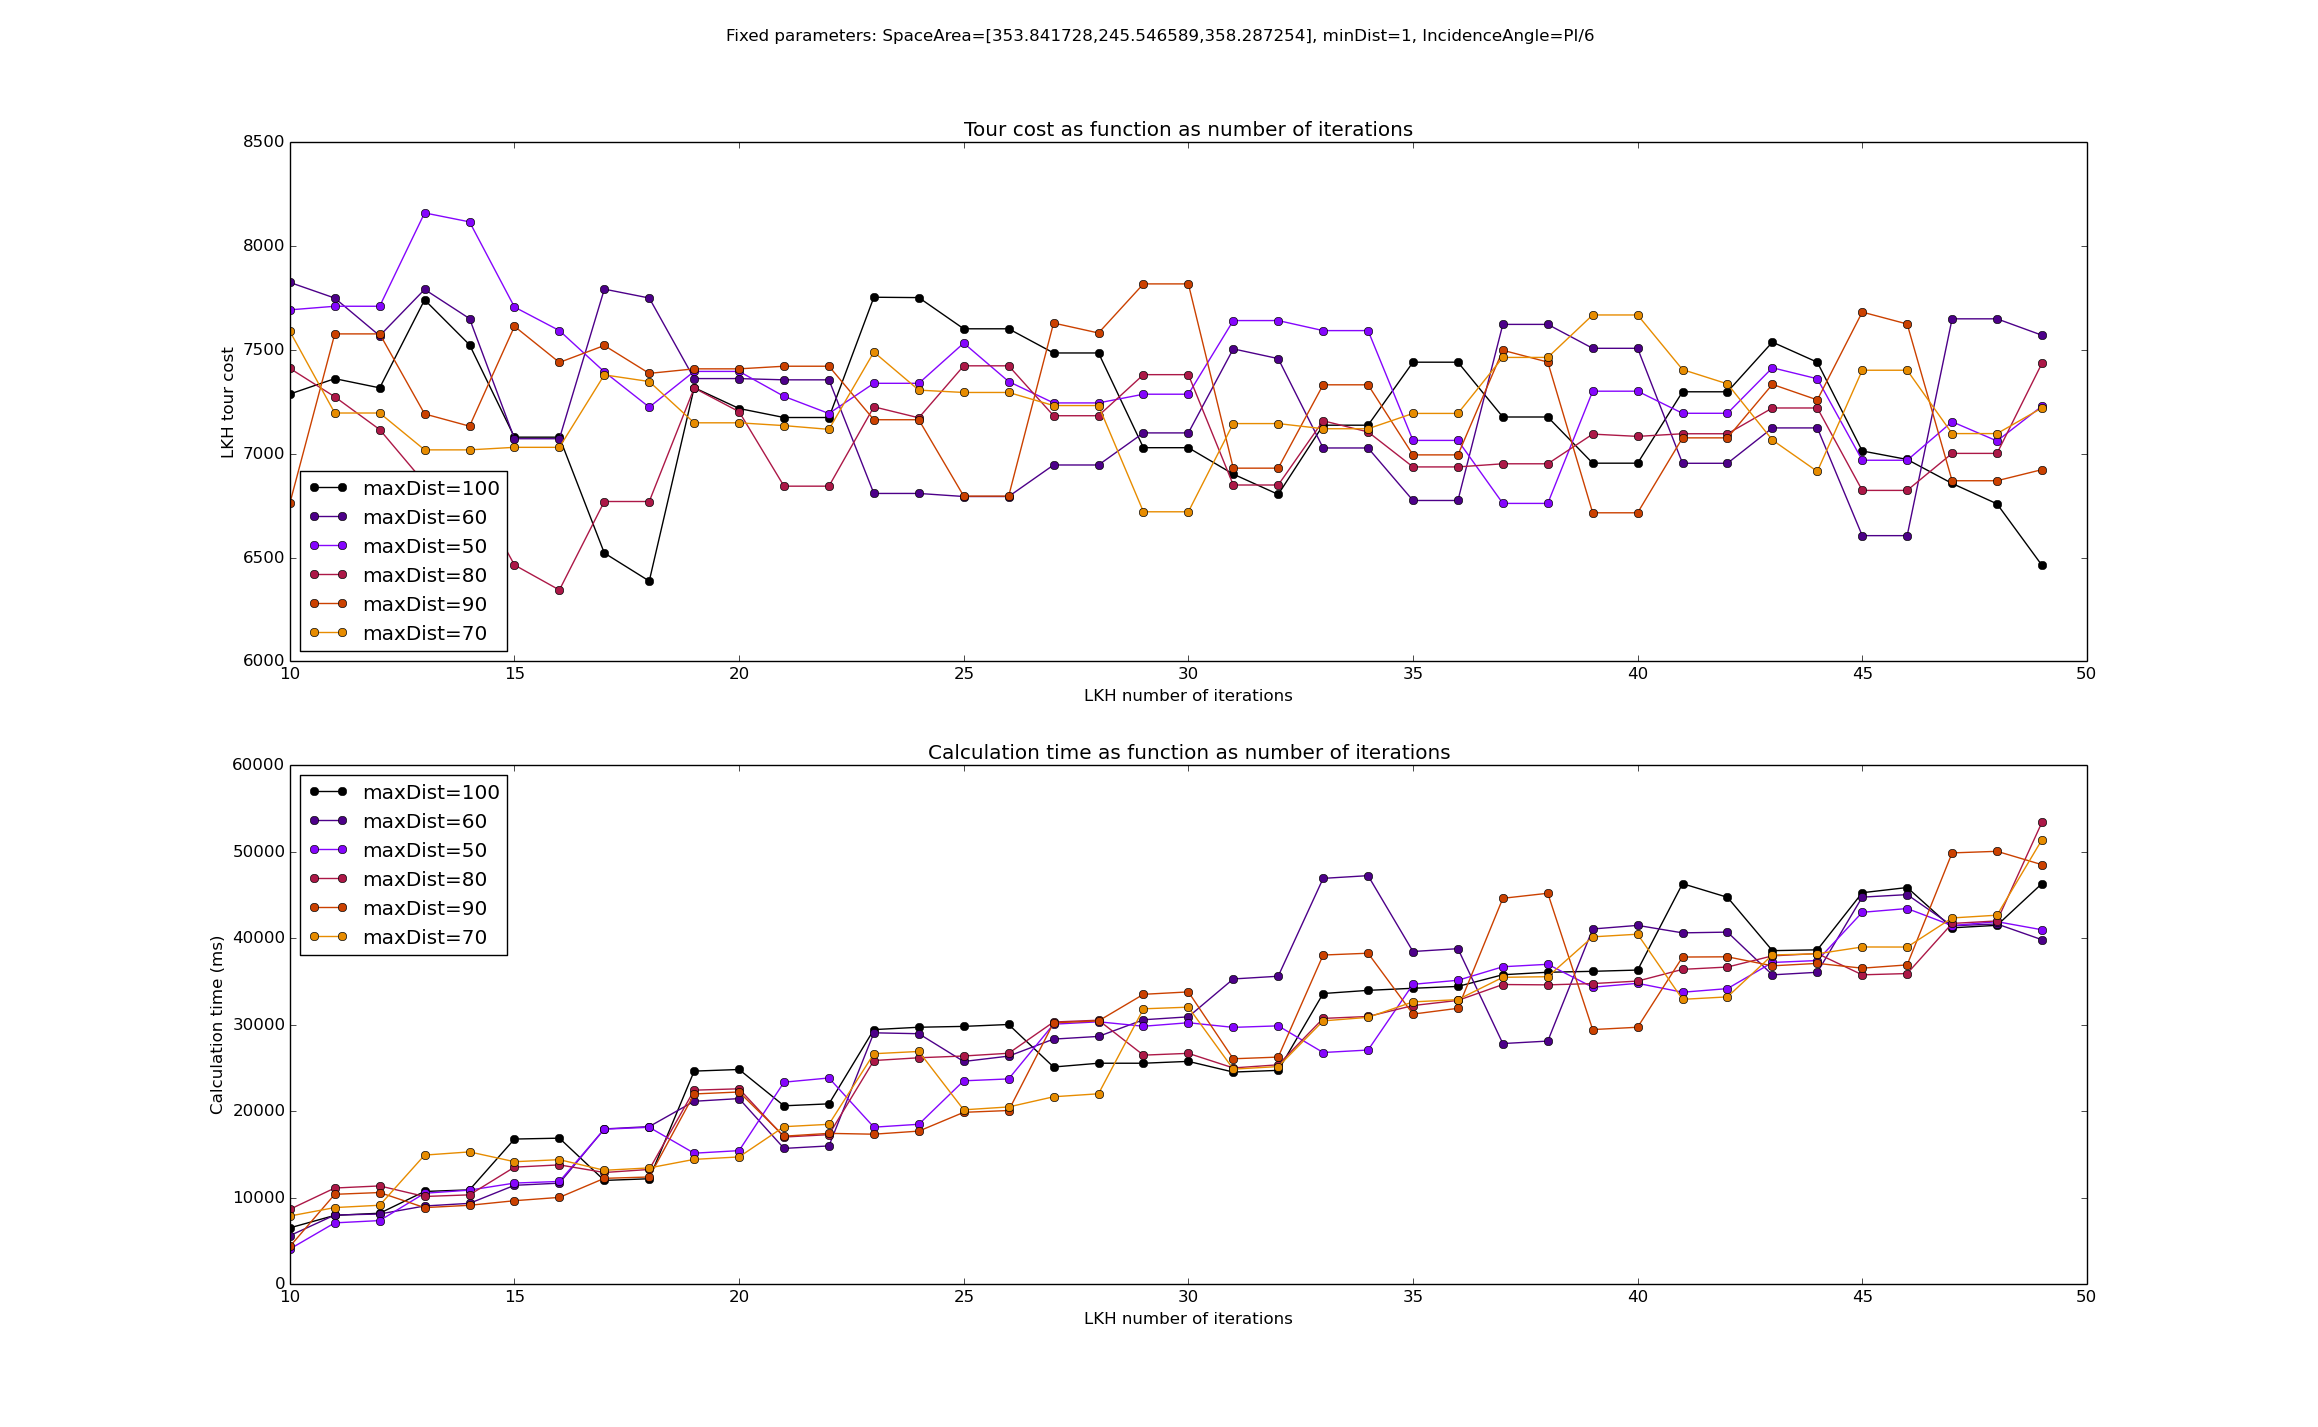 Fixed parameters: SpaceArea=[353.841728,245.546589,358.287254], minDist=1, IncidenceAngle=PI/6
Tour cost as function as number of iterations
8500
8000
7500
7000
6500
6000
LKH tour cost
maxDist=100
maxDist=60
maxDist=50
maxDist=80
maxDist=90
maxDist=70
10 15 20 25 30 35 40 45 50
LKH number of iterations
Calculation time as function as number of iterations
60000
50000
40000
30000
20000
10000
0
Calculation time (ms)
maxDist=100
maxDist=60
maxDist=50
maxDist=80
maxDist=90
maxDist=70
10 15 20 25 30 35 40 45 50
LKH number of iterations